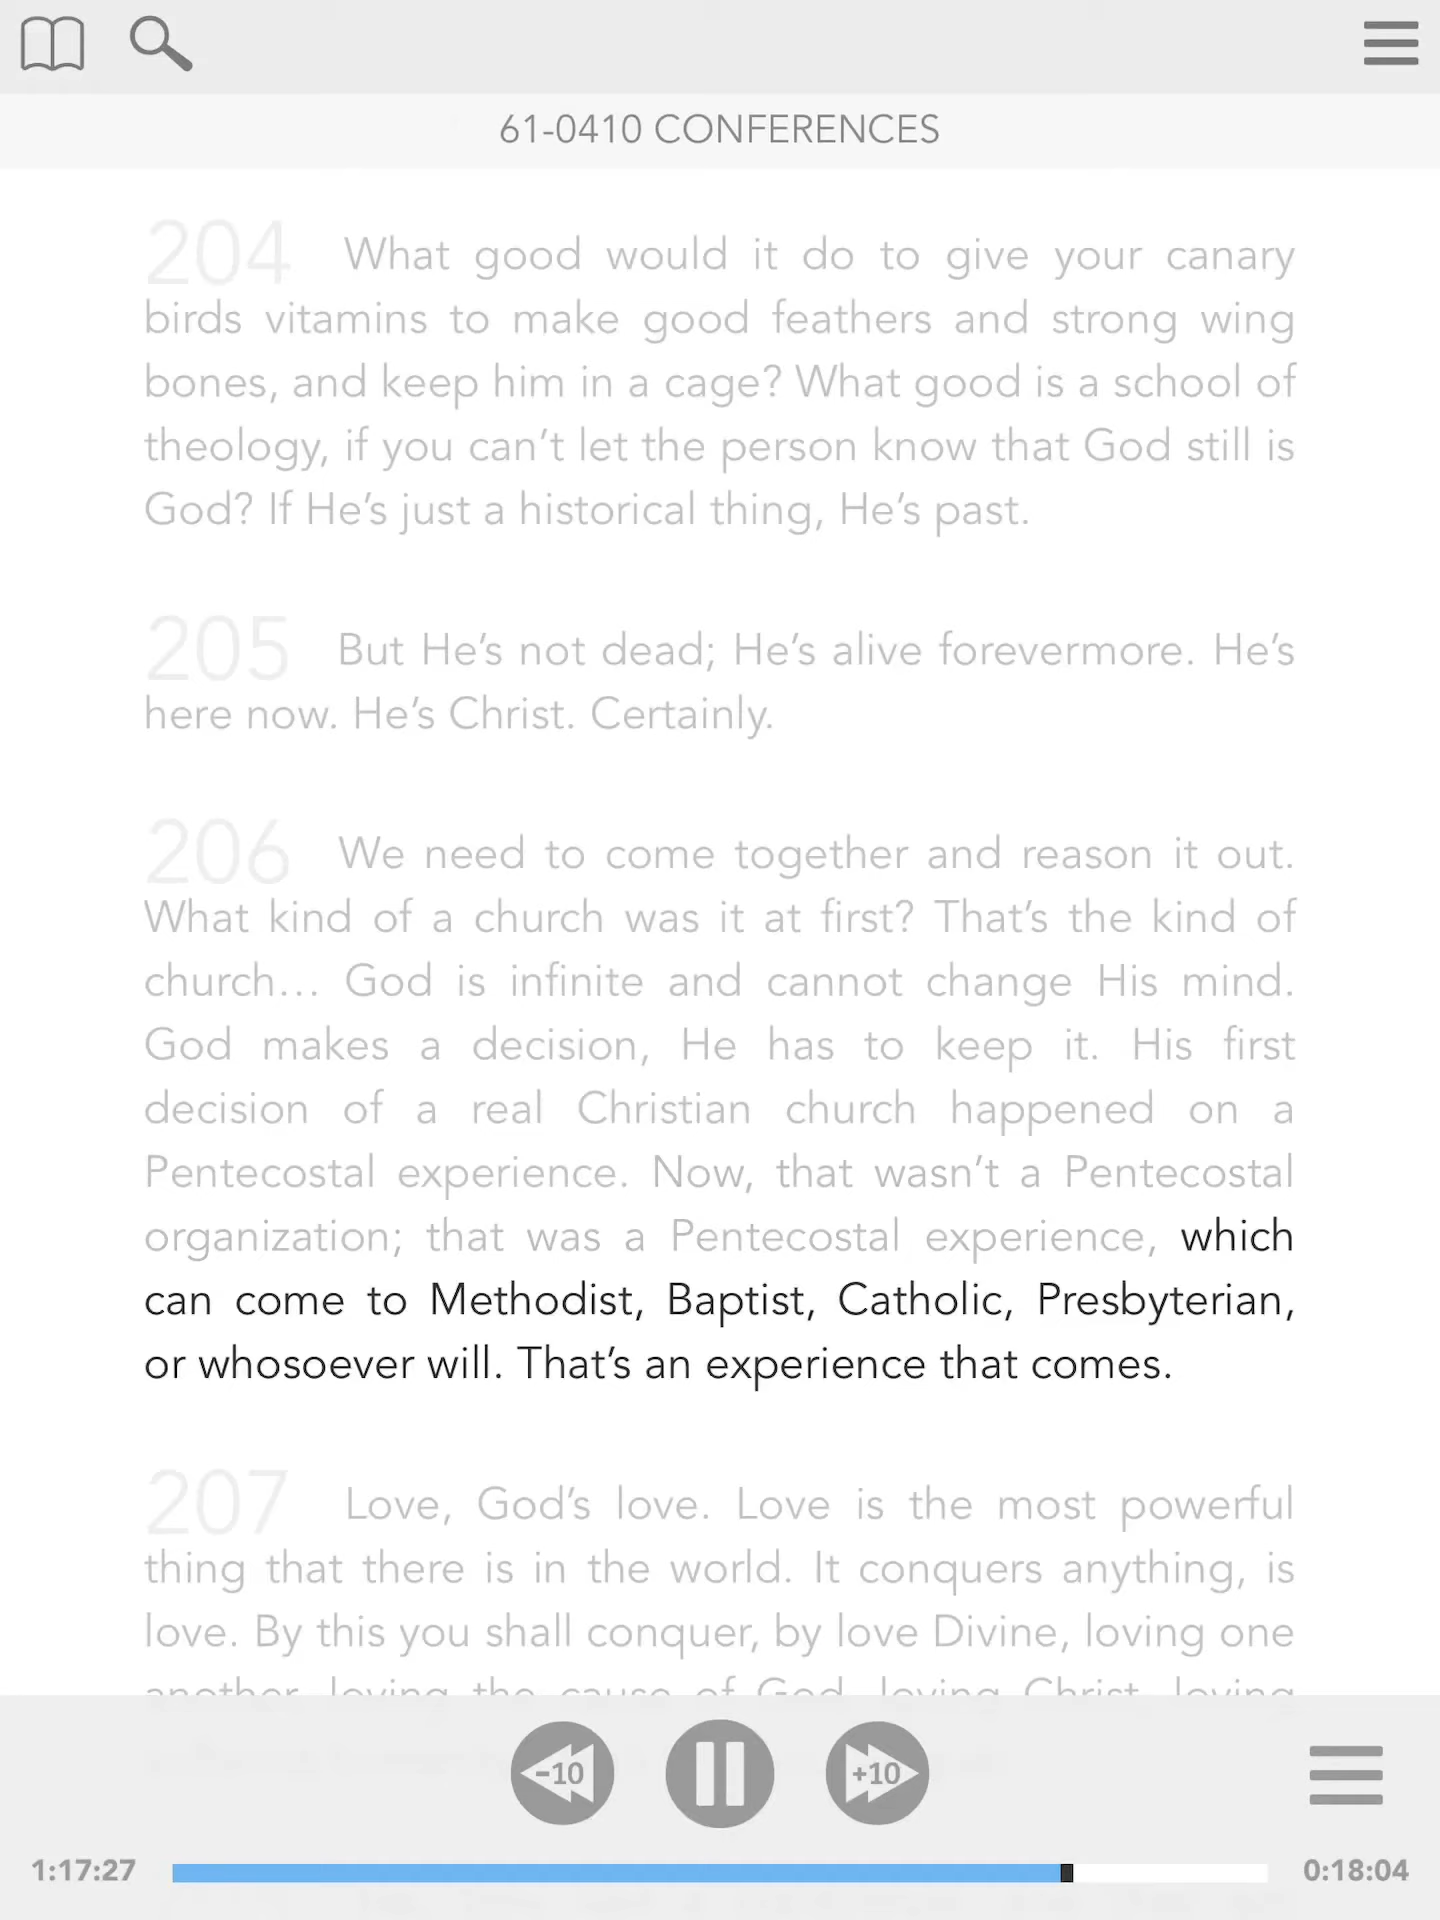 61-0410 CONFERENCES
204 What good would it do to give your canary
birds vitamins to make good feathers and strong wing
bones, and keep him in a cage? What good is a school of
theology, if you can’t let the person know that God still is
God? If He’s just a historical thing, He’s past.
205 But He’s not dead; He’s alive forevermore. He’s
here now. He’s Christ. Certainly.
206 We need to come together and reason it out.
What kind of a church was it at first? That’s the kind of
church… God is infinite and cannot change His mind.
God makes a decision, He has to keep it. His first
decision of a real Christian church happened on a
Pentecostal experience. Now, that wasn’t a Pentecostal
organization; that was a Pentecostal experience, which
can come to Methodist, Baptist, Catholic, Presbyterian,
or whosoever will. That’s an experience that comes.
207 Love, God’s love. Love is the most powerful
thing that there is in the world. It conquers anything, is
love. By this you shall conquer, by love Divine, loving one
another, loving the cause of God, loving Christ, loving
-10 +10
1:17:27 0:18:04